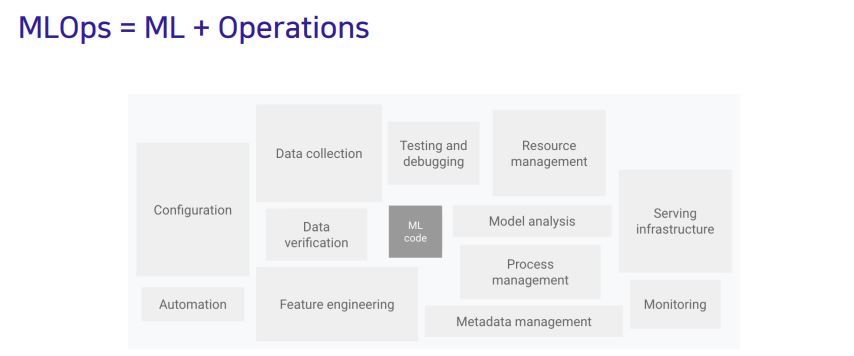 MLOps = ML + Operations
Data collection
Testing and
debugging
Resource
management
Configuration
Data
verification
ML
code
Model analysis
Serving
infrastructure
Process
management
Automation
Feature engineering
Metadata management
Monitoring